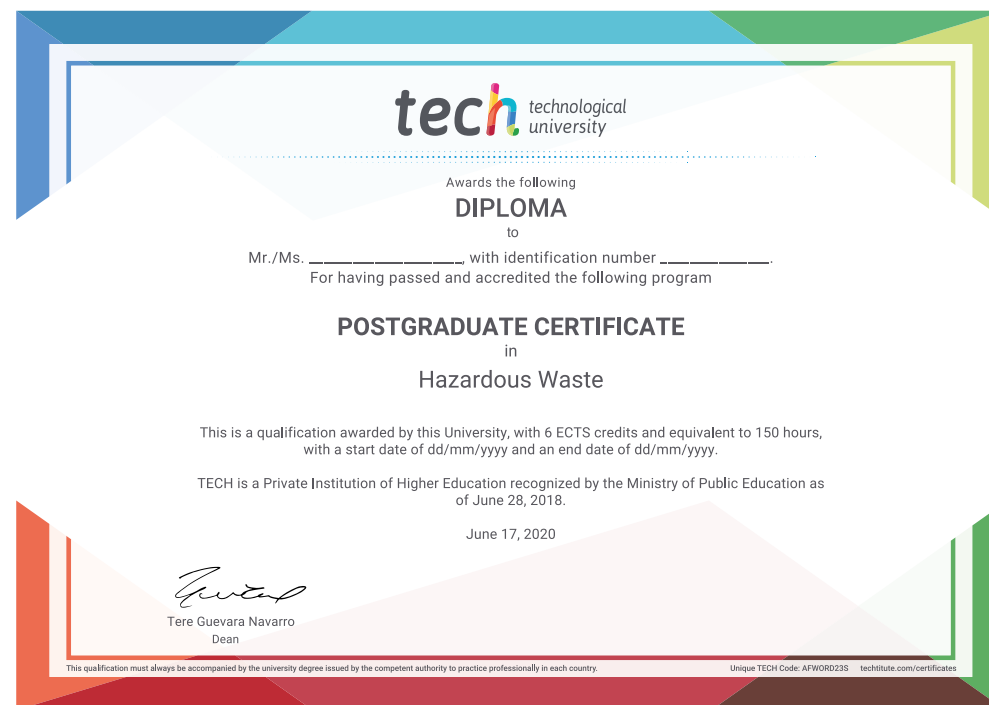 tech technological
university
Awards the following
DIPLOMA
to
Mr./Ms. ____________________, with identification number ______________.
For having passed and accredited the following program
POSTGRADUATE CERTIFICATE
in
Hazardous Waste
This is a qualification awarded by this University, with 6 ECTS credits and equivalent to 150 hours,
with a start date of dd/mm/yyyy and an end date of dd/mm/yyyy.
TECH is a Private Institution of Higher Education recognized by the Ministry of Public Education as
of June 28, 2018.
June 17, 2020
Tere Guevara Navarro
Dean
This qualification must always be accompanied by the university degree issued by the competent authority to practice professionally in each country. Unique TECH Code: AFWORD23S techtitute.com/certificates